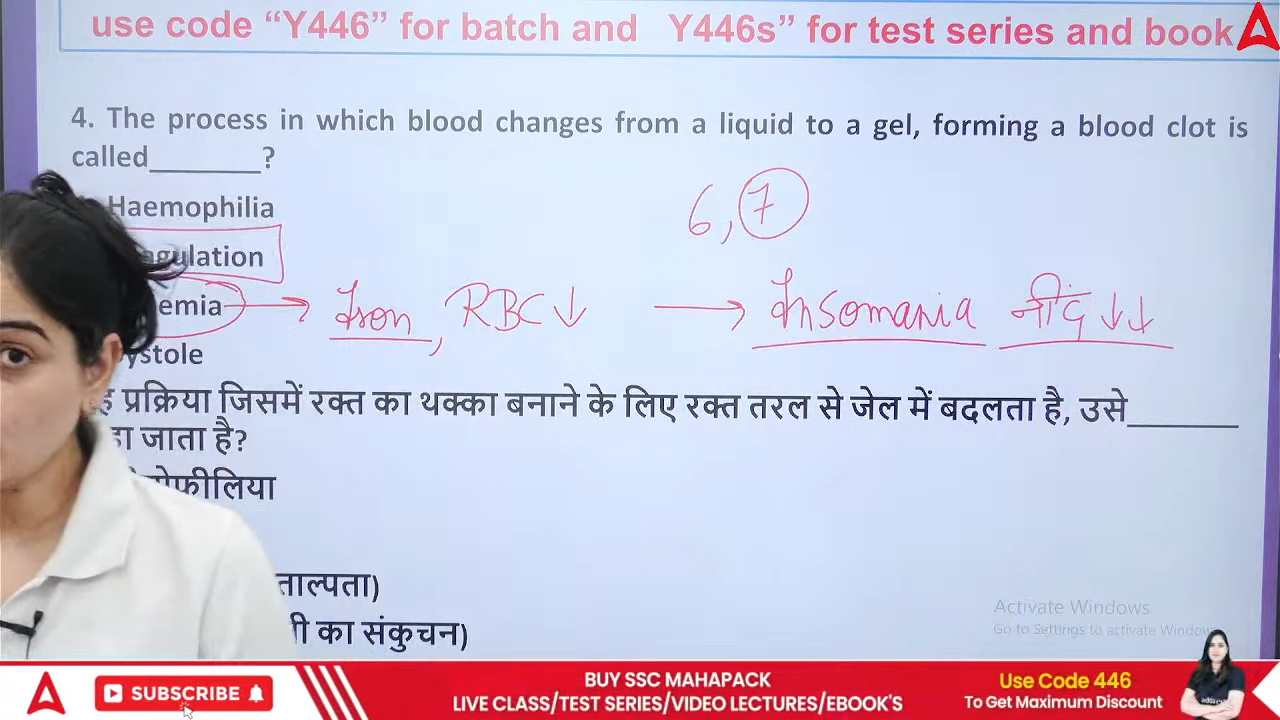 use code “Y446” for batch and Y446s” for test series and book
4. The process in which blood changes from a liquid to a gel, forming a blood clot is
called_______?
Haemophilia
6, 7
agulation
emia → Iron, RBC ↓ → Insomania नींद ↓↓
ystole
प्रक्रिया जिसमें रक्त का थक्का बनाने के लिए रक्त तरल से जेल में बदलता है, उसे_______
जाता है?
ोफीलिया
ताल्पता)
का संकुचन)
Activate Windows
Go to Settings to activate Windows
SUBSCRIBE
BUY SSC MAHAPACK
LIVE CLASS/TEST SERIES/VIDEO LECTURES/EBOOK'S
Use Code 446
To Get Maximum Discount